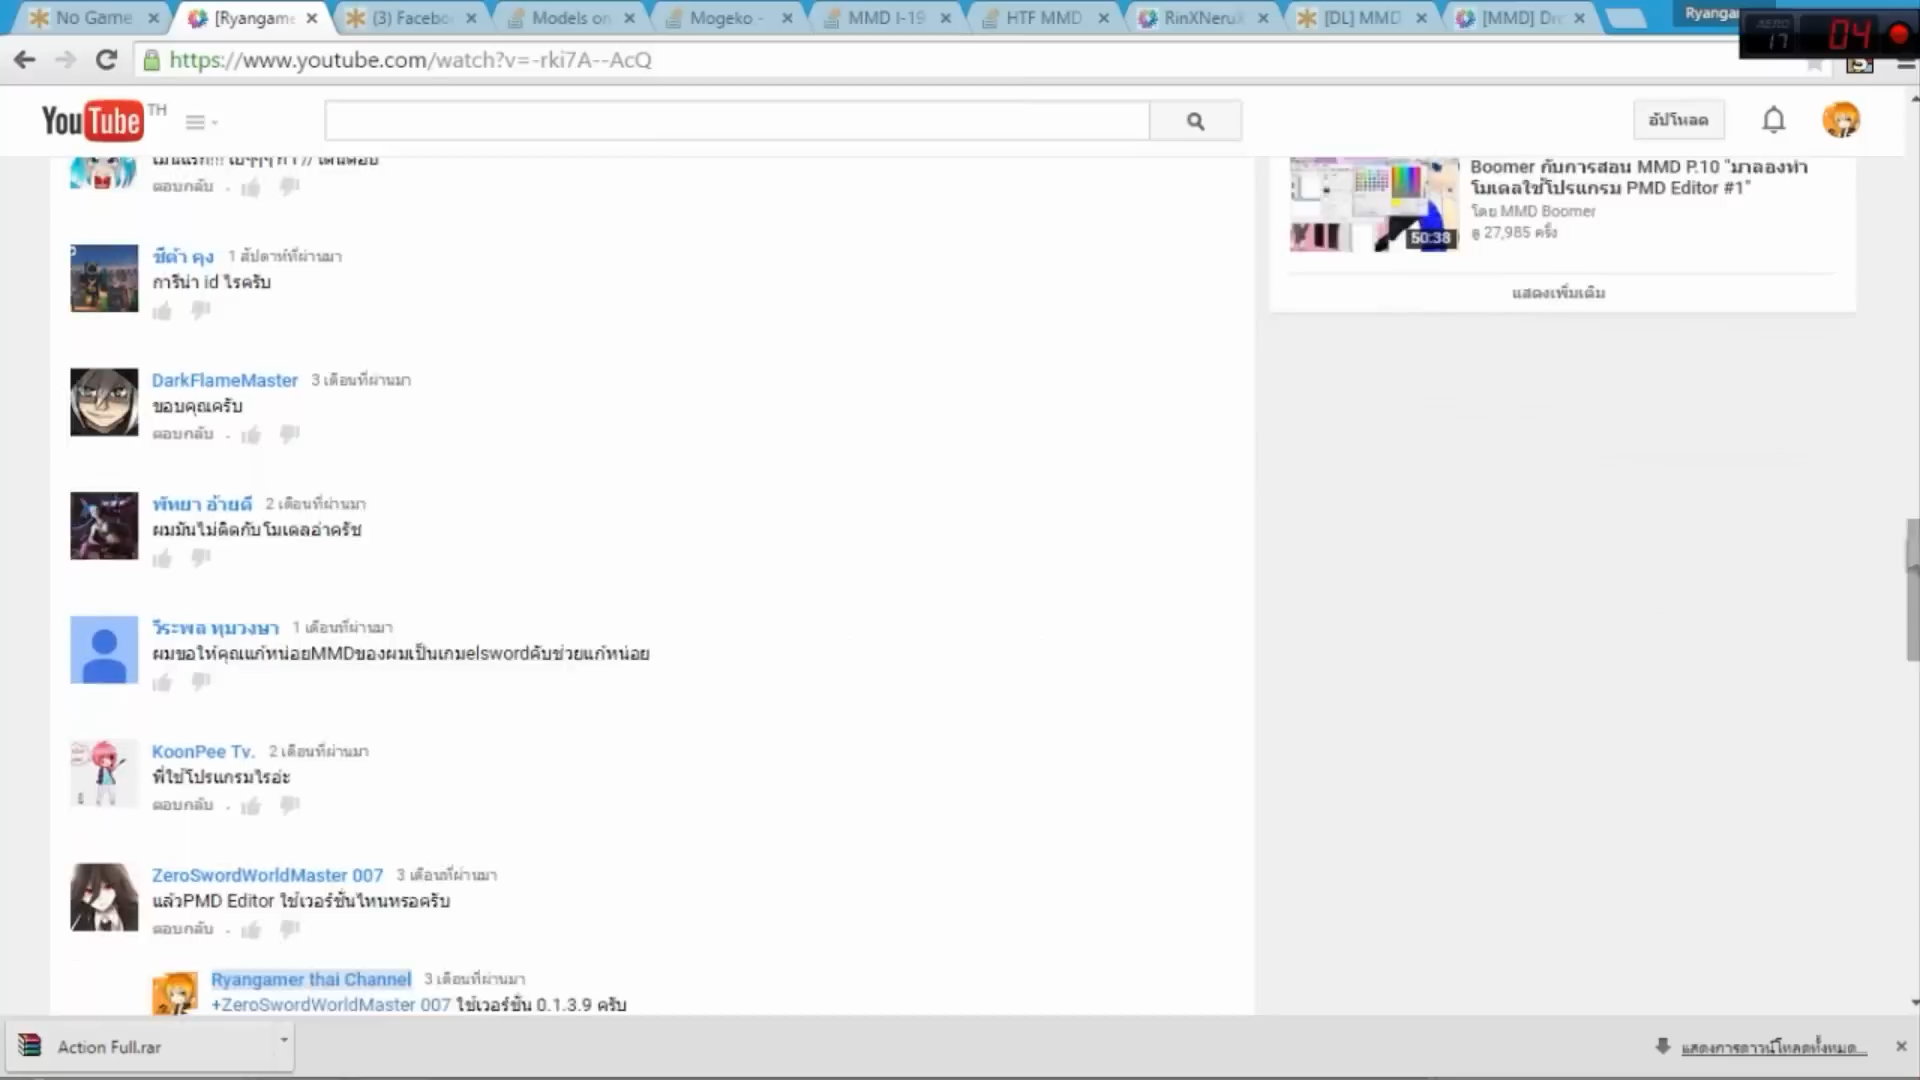 No Game
[Ryangame
(3) Facebo
Models on
Mogeko -
MMD I-19
HTF MMD
RinXNeruX
[DL] MMD
[MMD] Dr
Ryangam
17
04
https://www.youtube.com/watch?v=-rki7A--AcQ
YouTube TH
อัปโหลด
ตอบกลับ
Boomer กับการสอน MMD P.10 "มาลองทำ
โมเดลใช้โปรแกรม PMD Editor #1"
โดย MMD Boomer
ดู 27,985 ครั้ง
50:38
แสดงเพิ่มเติม
ซีต้า คุง 1 สัปดาห์ที่ผ่านมา
การีน่า id ไรครับ
DarkFlameMaster 3 เดือนที่ผ่านมา
ขอบคุณครับ
ตอบกลับ
พัทยา อ้ายดี 2 เดือนที่ผ่านมา
ผมมันไม่ติดกับโมเดลอ่าครัช
วีระพล ทุมวงษา 1 เดือนที่ผ่านมา
ผมขอให้คุณแก้หน่อยMMDของผมเป็นเกมelswordคับช่วยแก้หน่อย
KoonPee Tv. 2 เดือนที่ผ่านมา
พี่ใช้โปรแกรมไรอ่ะ
ตอบกลับ
ZeroSwordWorldMaster 007 3 เดือนที่ผ่านมา
แล้วPMD Editor ใช้เวอร์ชั่นไหนหรอครับ
ตอบกลับ
Ryangamer thai Channel 3 เดือนที่ผ่านมา
+ZeroSwordWorldMaster 007 ใช้เวอร์ชั่น 0.1.3.9 ครับ
Action Full.rar
แสดงการดาวน์โหลดทั้งหมด...